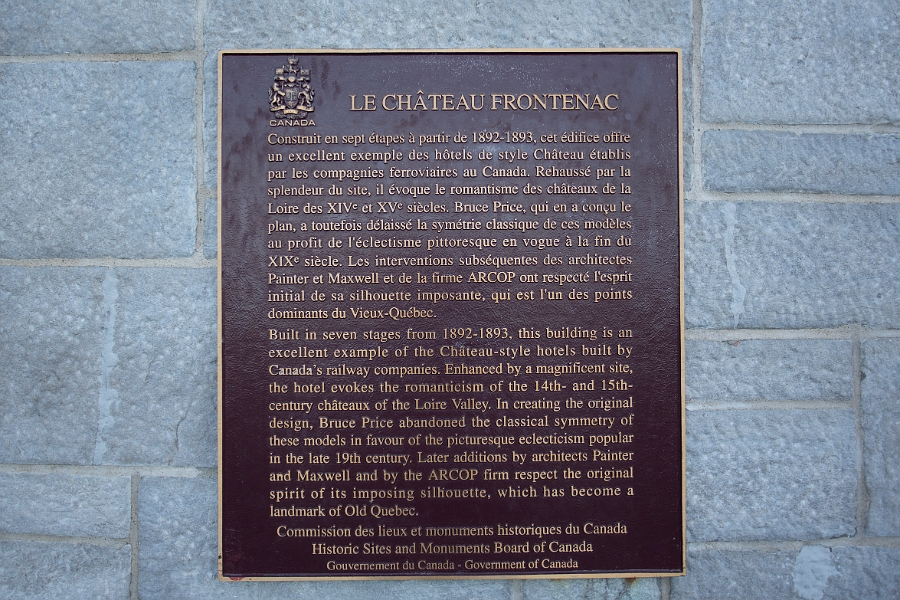 CANADA
LE CHÂTEAU FRONTENAC
Construit en sept étapes à partir de 1892-1893, cet édifice offre
un excellent exemple des hôtels de style Château établis
par les compagnies ferroviaires au Canada. Rehaussé par la
splendeur du site, il évoque le romantisme des châteaux de la
Loire des XIVe et XVe siècles. Bruce Price, qui en a conçu le
plan, a toutefois délaissé la symétrie classique de ces modèles
au profit de l'éclectisme pittoresque en vogue à la fin du
XIXe siècle. Les interventions subséquentes des architectes
Painter et Maxwell et de la firme ARCOP ont respecté l'esprit
initial de sa silhouette imposante, qui est l'un des points
dominants du Vieux-Québec.
Built in seven stages from 1892-1893, this building is an
excellent example of the Château-style hotels built by
Canada's railway companies. Enhanced by a magnificent site,
the hotel evokes the romanticism of the 14th- and 15th-
century châteaux of the Loire Valley. In creating the original
design, Bruce Price abandoned the classical symmetry of
these models in favour of the picturesque eclecticism popular
in the late 19th century. Later additions by architects Painter
and Maxwell and by the ARCOP firm respect the original
spirit of its imposing silhouette, which has become a
landmark of Old Quebec.
Commission des lieux et monuments historiques du Canada
Historic Sites and Monuments Board of Canada
Gouvernement du Canada - Government of Canada